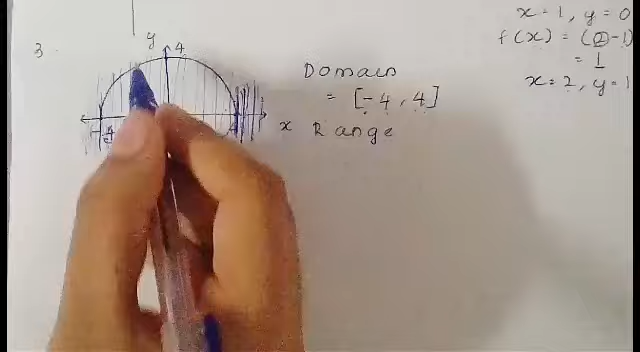 x = 1, y = 0
f(x) = (2-1)
= 1
x = 2, y = 1
3.
y
4
-4
x
Domain
= [-4, 4]
Range